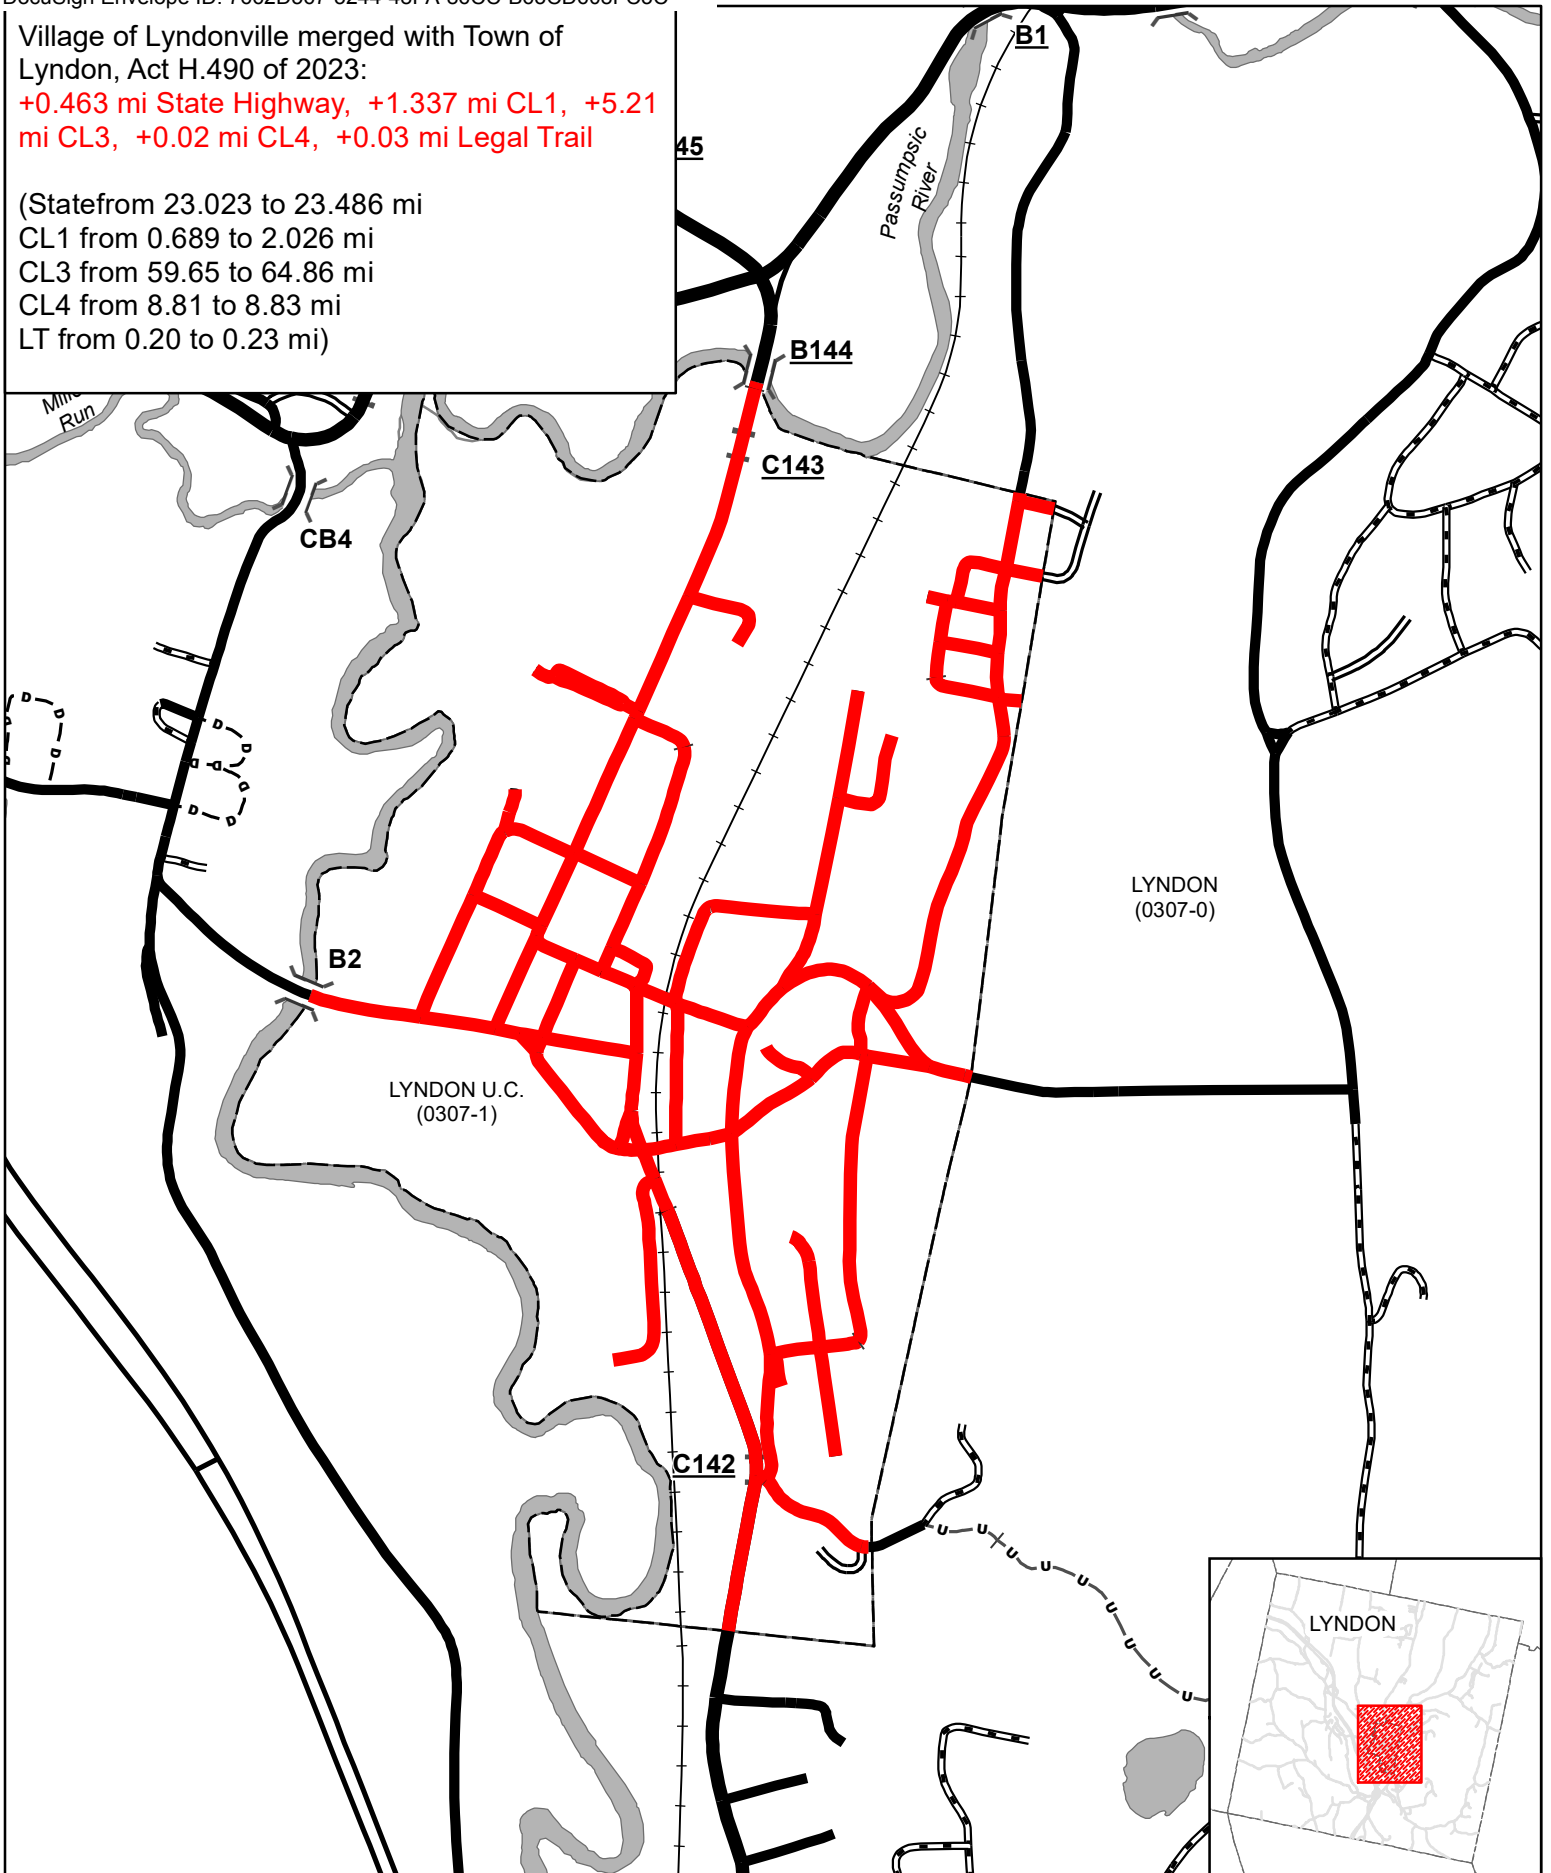 Village of Lyndonville merged with Town of
Lyndon, Act H.490 of 2023:
+0.463 mi State Highway, +1.337 mi CL1, +5.21
mi CL3, +0.02 mi CL4, +0.03 mi Legal Trail
(Statefrom 23.023 to 23.486 mi
CL1 from 0.689 to 2.026 mi
CL3 from 59.65 to 64.86 mi
CL4 from 8.81 to 8.83 mi
LT from 0.20 to 0.23 mi)
B1
45
Passumpsic
River
B144
Run
C143
CB4
D
D
D
D
D
D
D
D
D
D
D
LYNDON
(0307-0)
B2
LYNDON U.C.
(0307-1)
C142
U
U
U
U
U
U
U
U
U
LYNDON